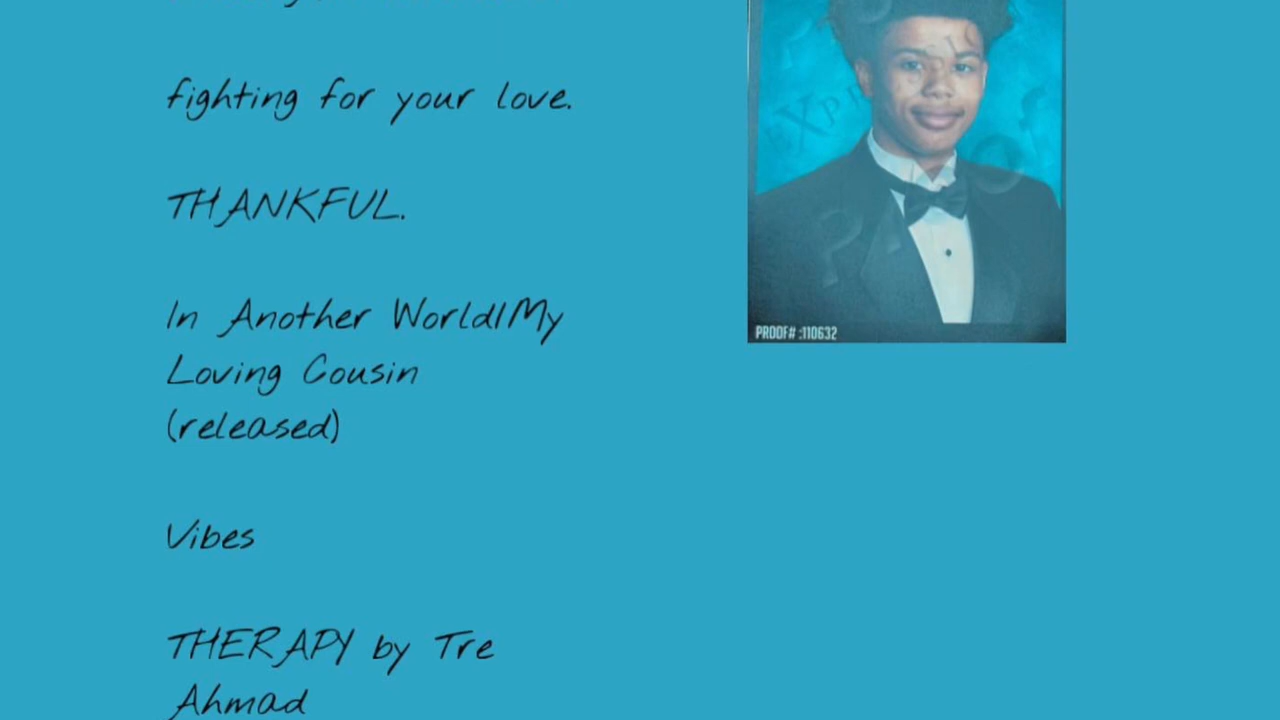 fighting for your love.
THANKFUL.
In Another World/My
Loving Cousin
(released)
Vibes
THERAPY by Tre
Ahmad
PROOF# :110632